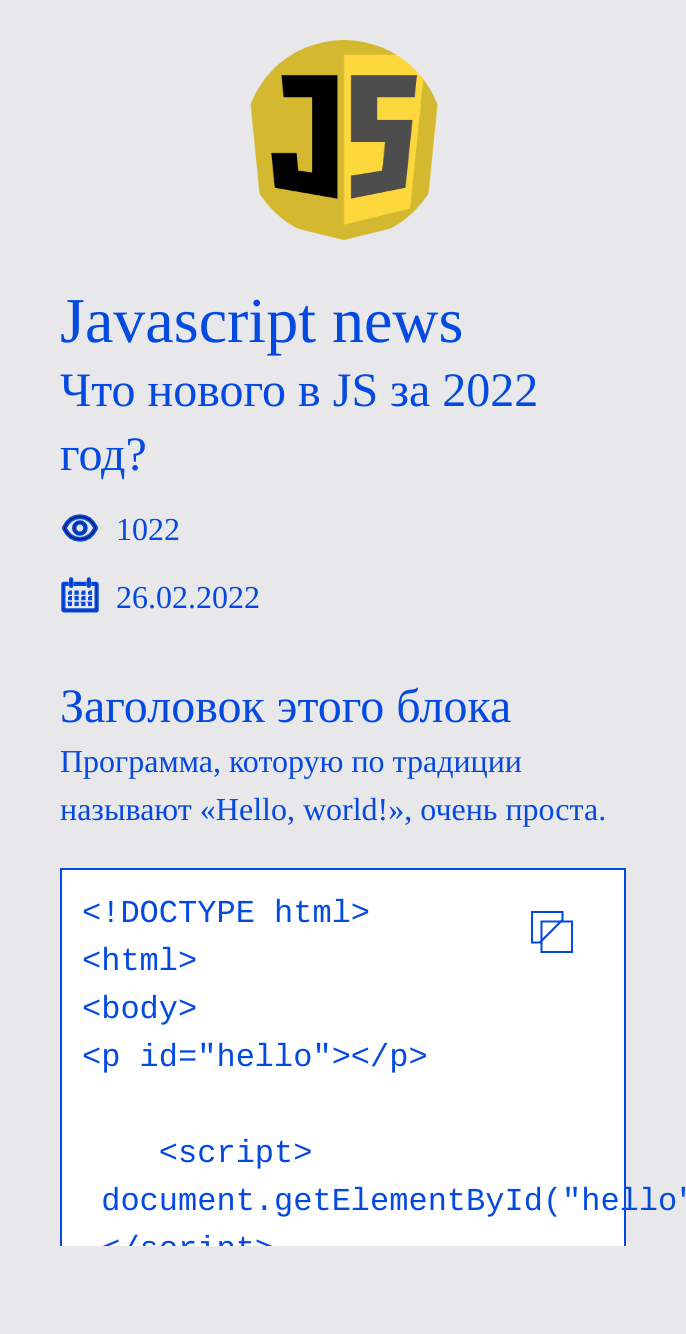 JS
Javascript news
Что нового в JS за 2022
год?
1022
26.02.2022
Заголовок этого блока
Программа, которую по традиции
называют «Hello, world!», очень проста.
<!DOCTYPE html>
<html>
<body>
<p id="hello"></p>
<script>
document.getElementById("hello"
</script>